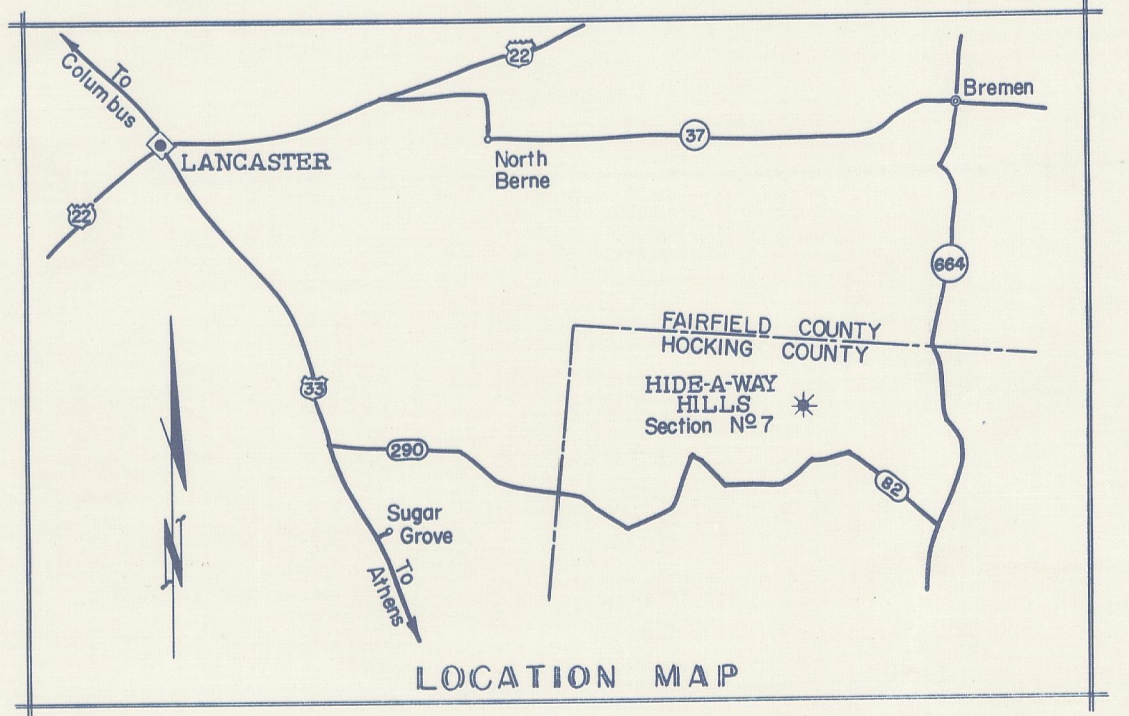 To
Columbus
22
Bremen
37
LANCASTER
North
Berne
22
664
FAIRFIELD COUNTY
HOCKING COUNTY
33
HIDE-A-WAY
HILLS
Section Nº 7
290
82
Sugar
Grove
To
Athens
N
LOCATION MAP